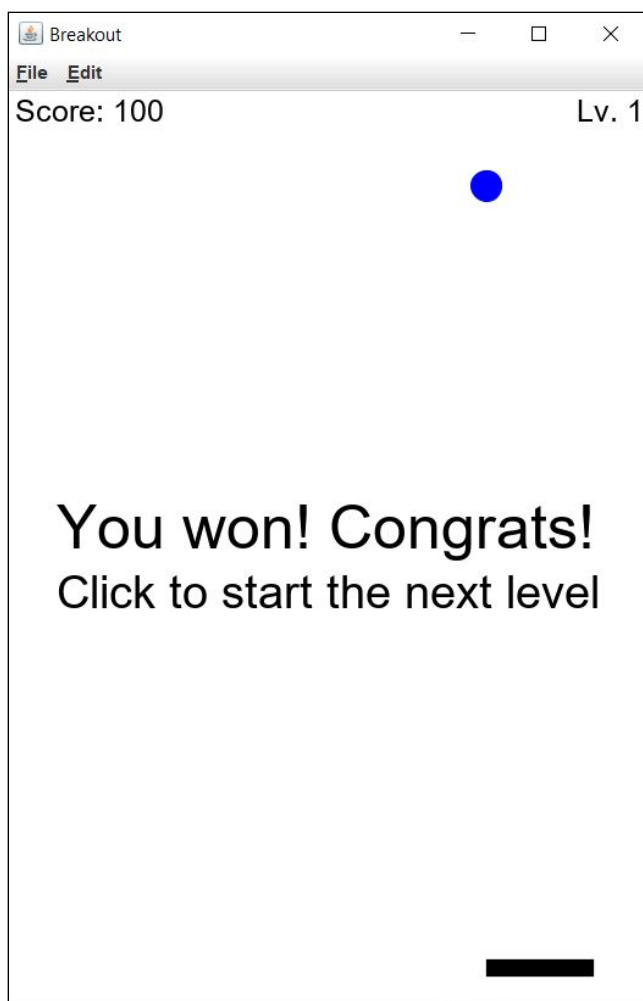 Breakout
File Edit
Score: 100 Lv. 1
You won! Congrats!
Click to start the next level